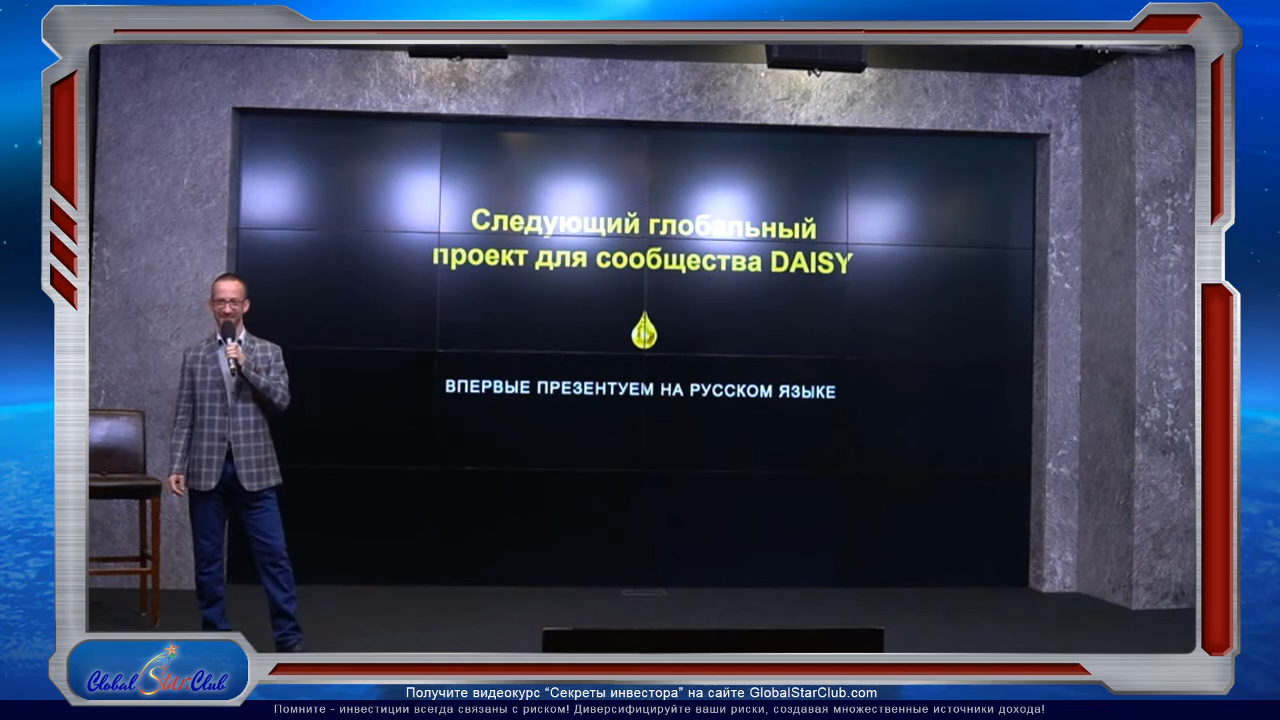 Следующий глобальный
проект для сообщества DAISY
ВПЕРВЫЕ ПРЕЗЕНТУЕМ НА РУССКОМ ЯЗЫКЕ
Global Star Club
Получите видеокурс “Секреты инвестора” на сайте GlobalStarClub.com
Помните - инвестиции всегда связаны с риском! Диверсифицируйте ваши риски, создавая множественные источники дохода!